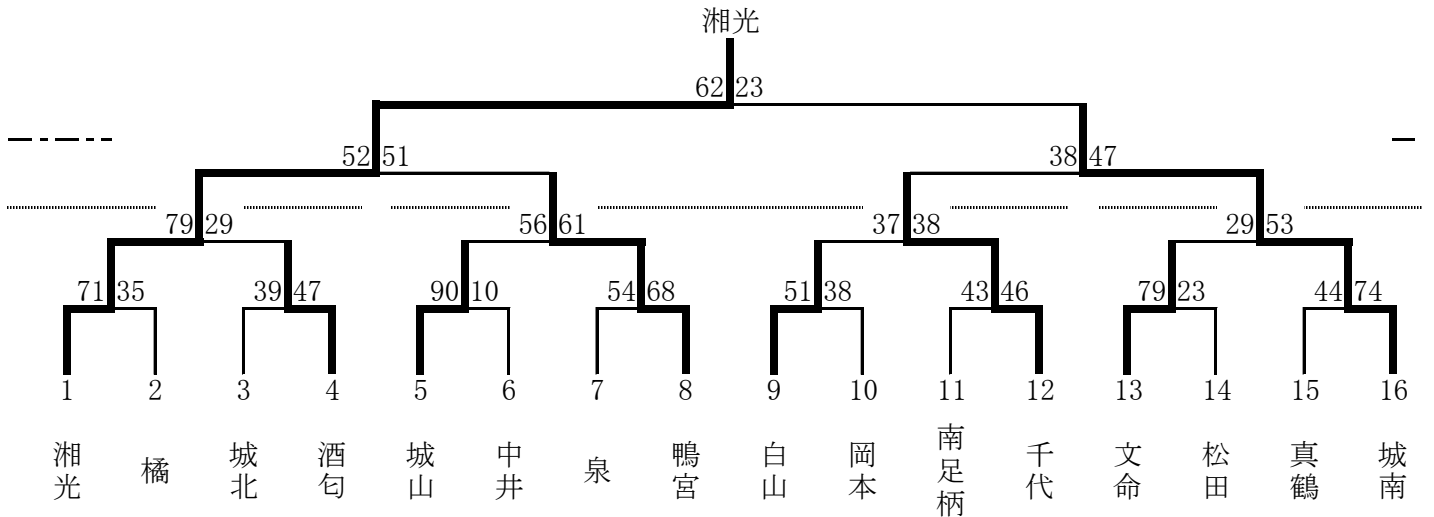 湘光
62 23
52 51 38 47
79 29 56 61 37 38 29 53
71 35 39 47 90 10 54 68 51 38 43 46 79 23 44 74
1 2 3 4 5 6 7 8 9 10 11 12 13 14 15 16
湘光 橘 城北 酒匂 城山 中井 泉 鴨宮 白山 岡本 南足柄 千代 文命 松田 真鶴 城南